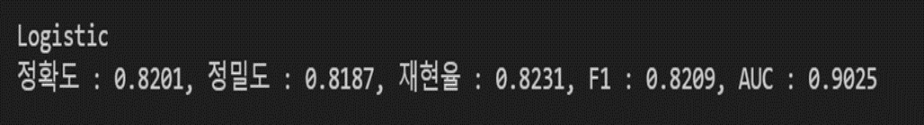 Logistic
정확도 : 0.8201, 정밀도 : 0.8187, 재현율 : 0.8231, F1 : 0.8209, AUC : 0.9025